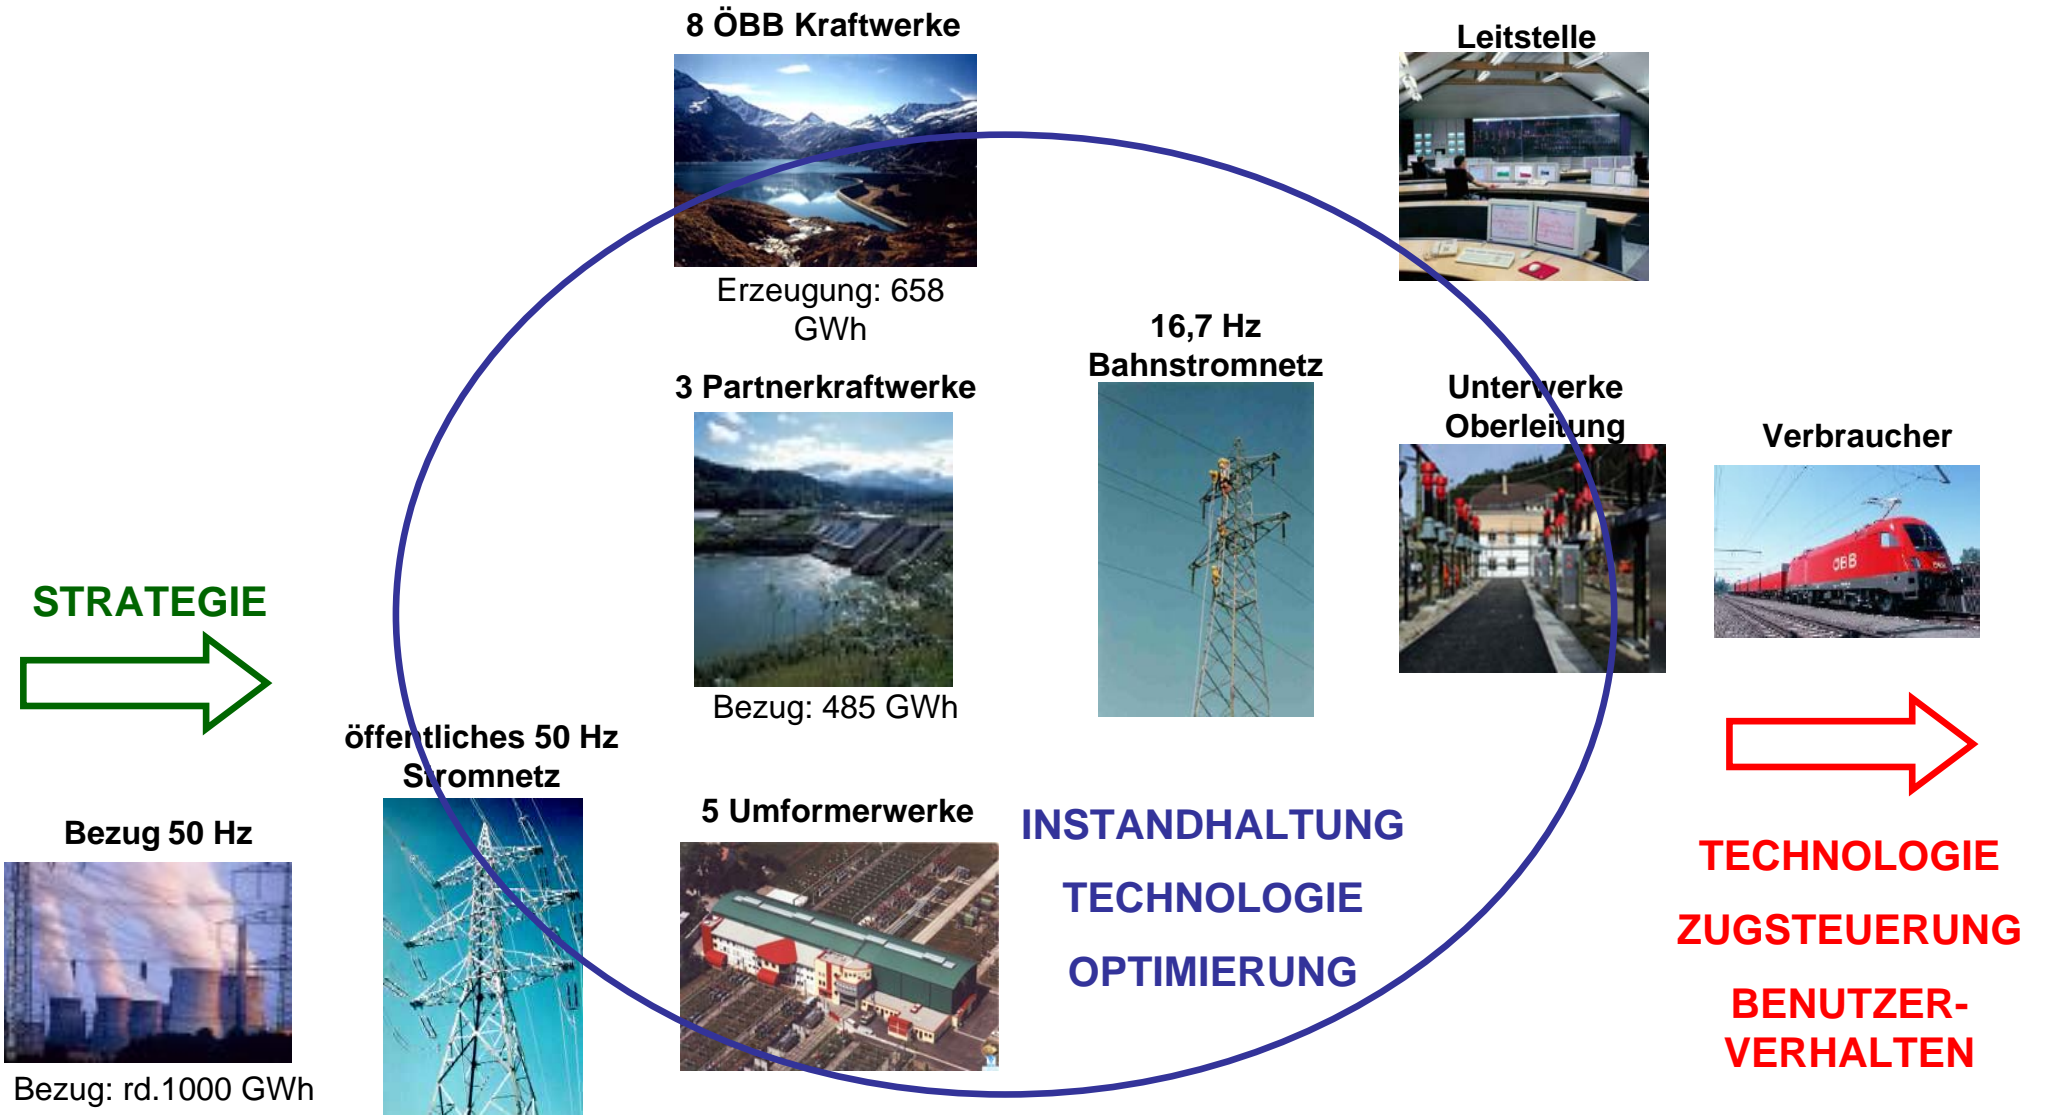 8 ÖBB Kraftwerke
Erzeugung: 658
GWh
Leitstelle
3 Partnerkraftwerke
Bezug: 485 GWh
16,7 Hz
Bahnstromnetz
Unterwerke
Oberleitung
Verbraucher
ÖBB
STRATEGIE
öffentliches 50 Hz
Stromnetz
Bezug 50 Hz
Bezug: rd.1000 GWh
5 Umformerwerke
INSTANDHALTUNG
TECHNOLOGIE
OPTIMIERUNG
TECHNOLOGIE
ZUGSTEUERUNG
BENUTZER-
VERHALTEN